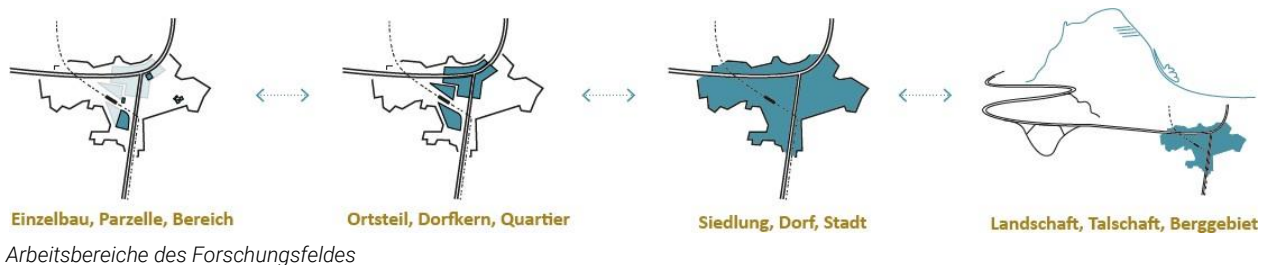 Einzelbau, Parzelle, Bereich
Ortsteil, Dorfkern, Quartier
Siedlung, Dorf, Stadt
Landschaft, Talschaft, Berggebiet
Arbeitsbereiche des Forschungsfeldes